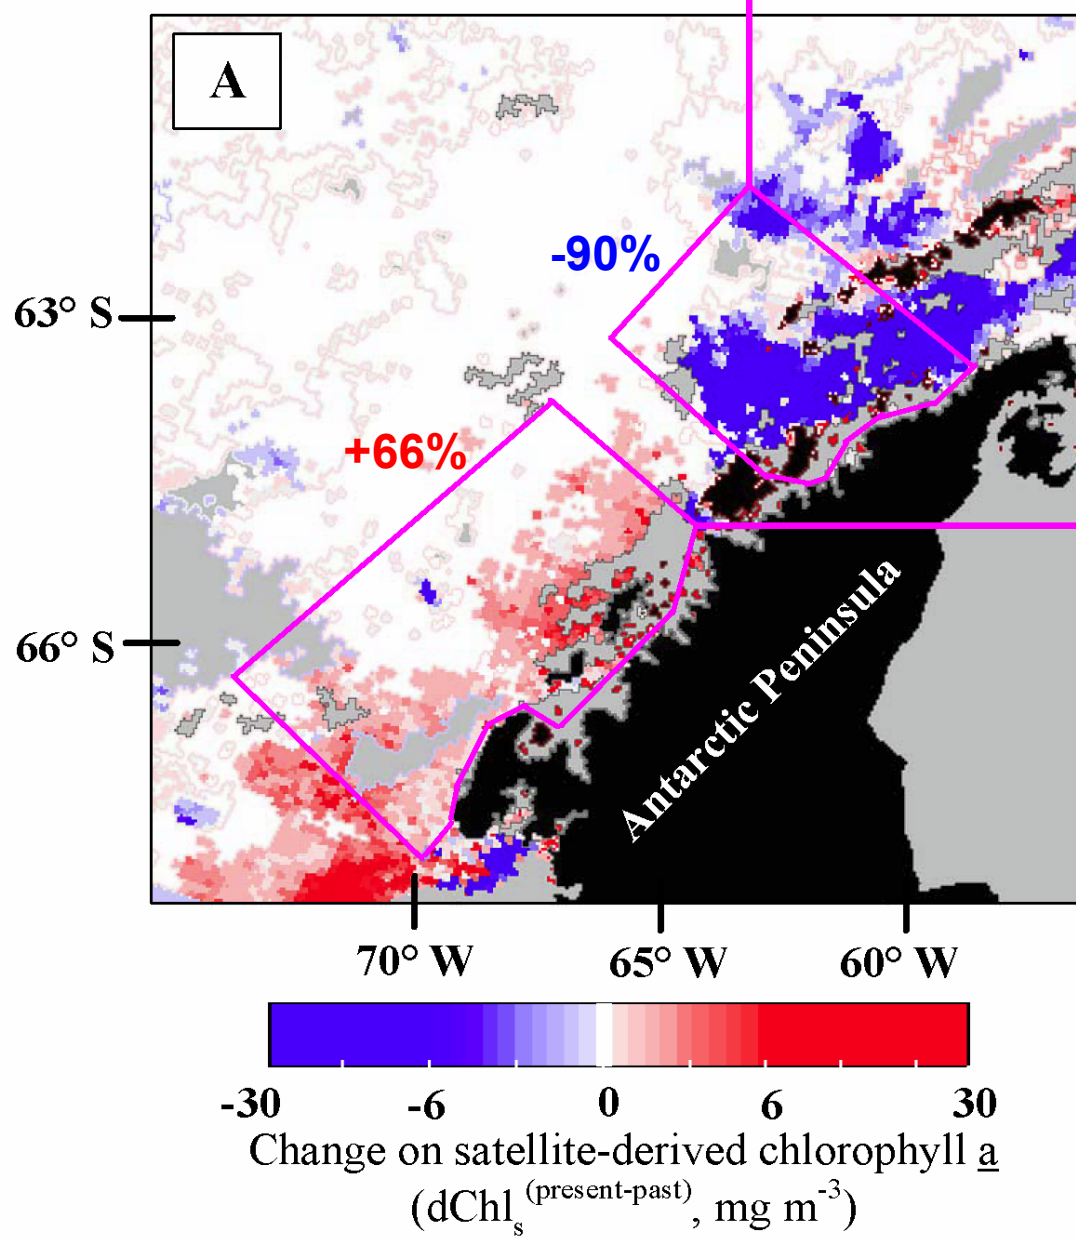 A
-90%
63° S
+66%
66° S
Antarctic Peninsula
70° W 65° W 60° W
-30 -6 0 6 30
Change on satellite-derived chlorophyll a
(dChls(present-past), mg m-3)